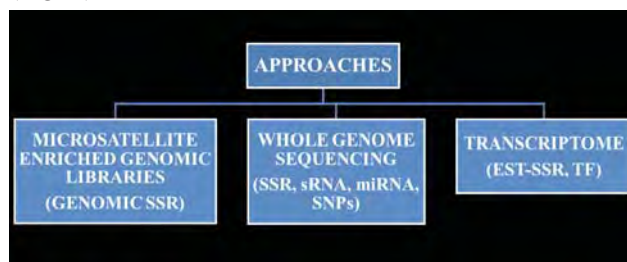 APPROACHES
MICROSATELLITE
ENRICHED GENOMIC
LIBRARIES
(GENOMIC SSR)
WHOLE GENOME
SEQUENCING
(SSR, sRNA, miRNA,
SNPs)
TRANSCRIPTOME
(EST-SSR, TF)